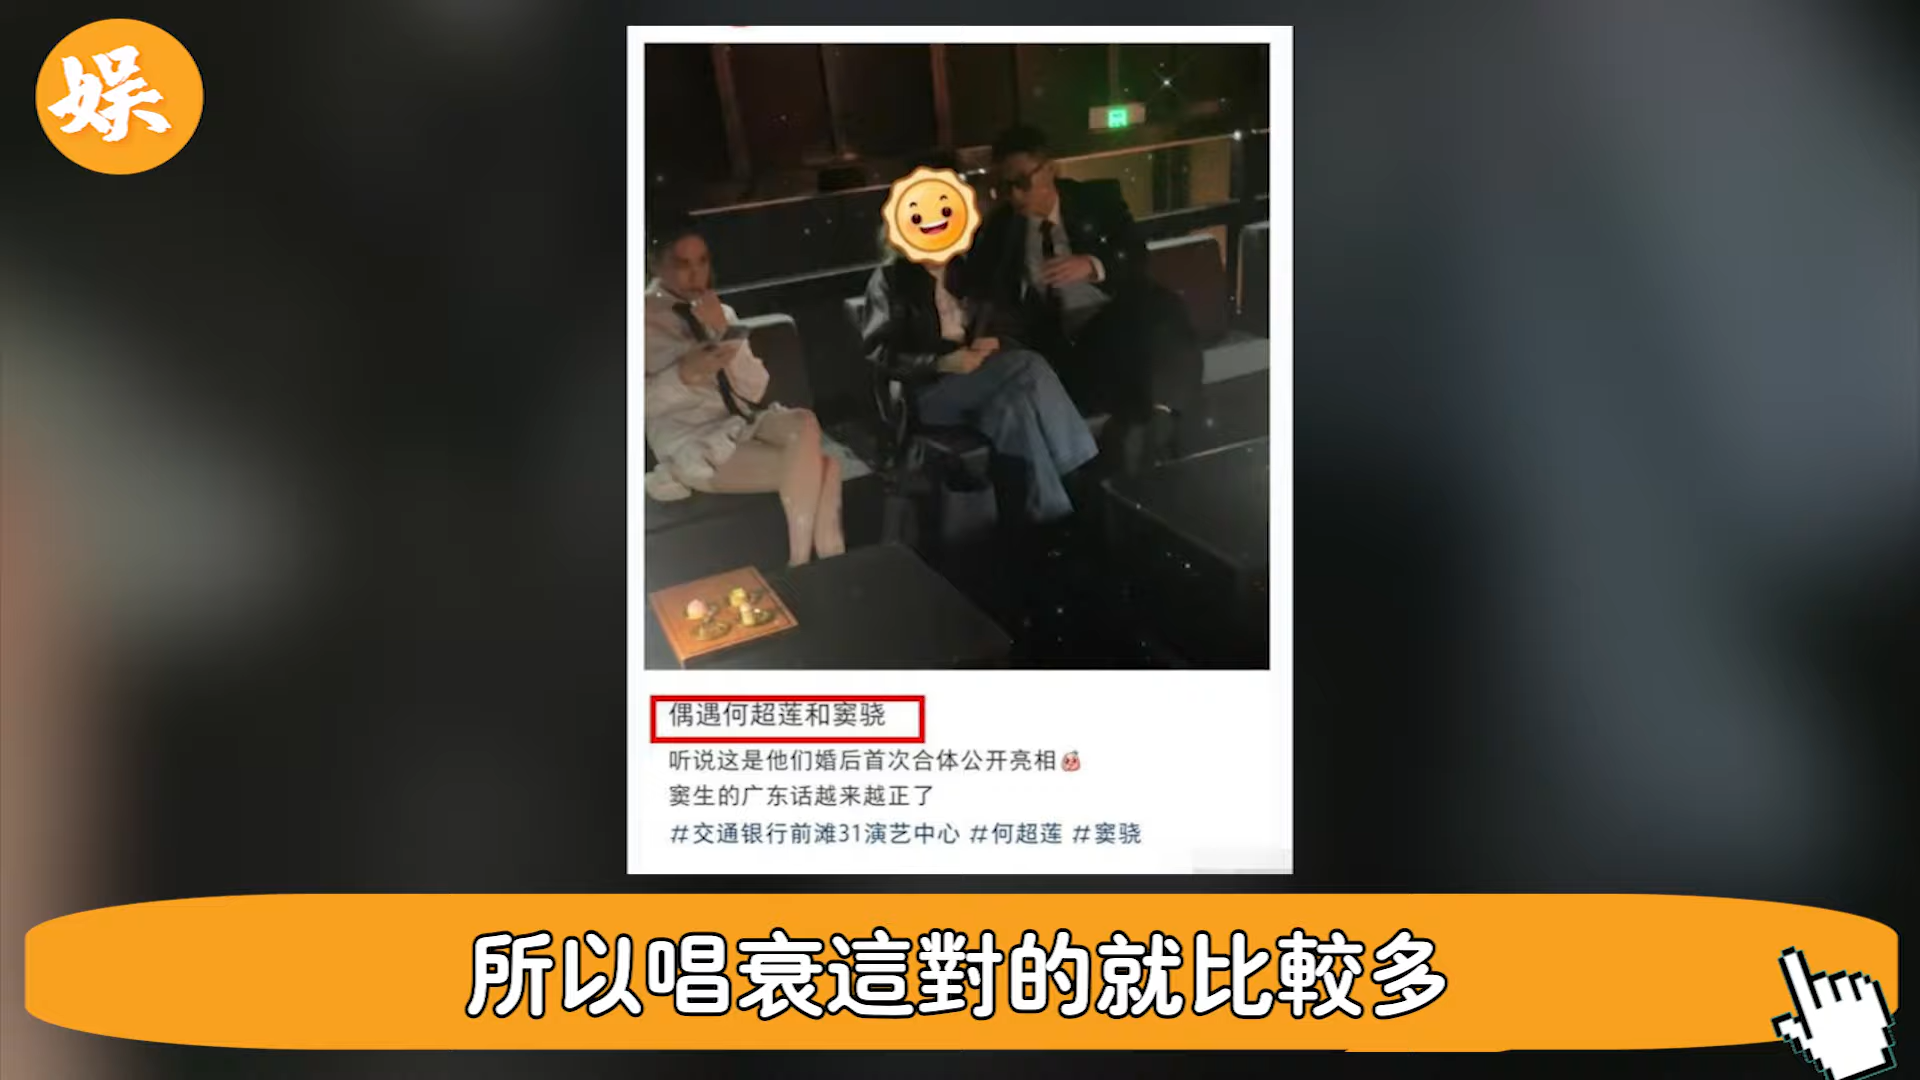 娱
偶遇何超莲和窦骁
听说这是他们婚后首次合体公开亮相
窦生的广东话越来越正了
#交通银行前滩31演艺中心 #何超莲 #窦骁
所以唱衰這對的就比較多